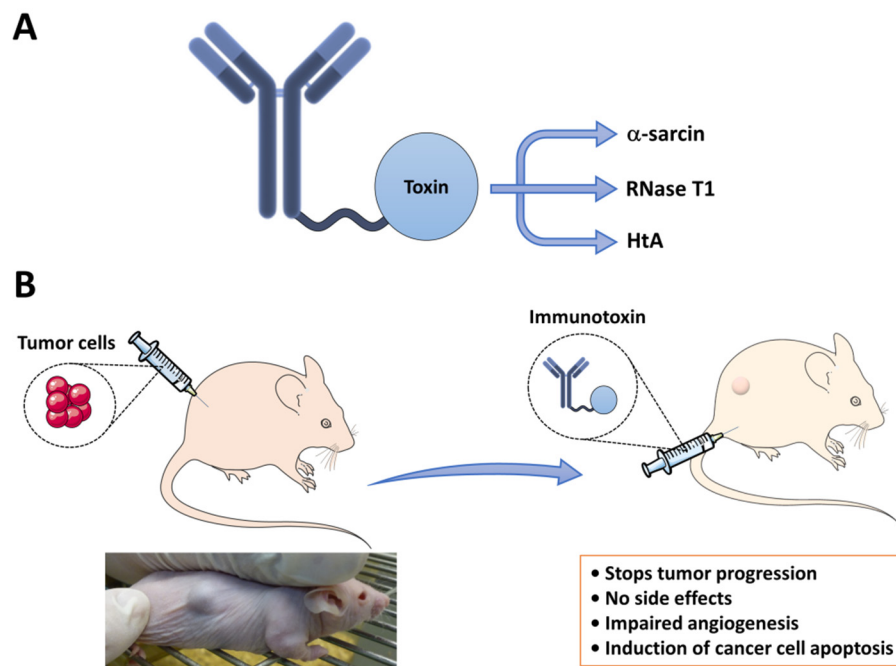 A
Toxin
α-sarcin
RNase T1
HtA
B
Tumor cells
Immunotoxin
• Stops tumor progression
• No side effects
• Impaired angiogenesis
• Induction of cancer cell apoptosis